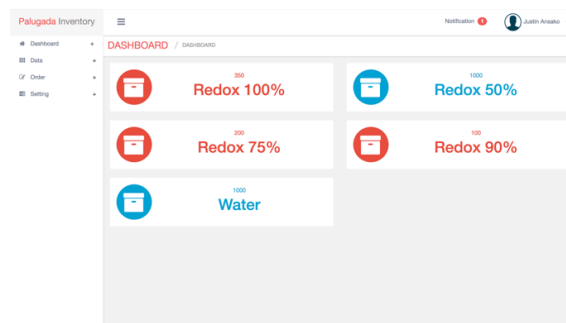 Palugada Inventory
Notification 1
Justin Ansako
Dashboard
Data
Order
Setting
DASHBOARD / DASHBOARD
350
Redox 100%
1000
Redox 50%
200
Redox 75%
100
Redox 90%
1000
Water